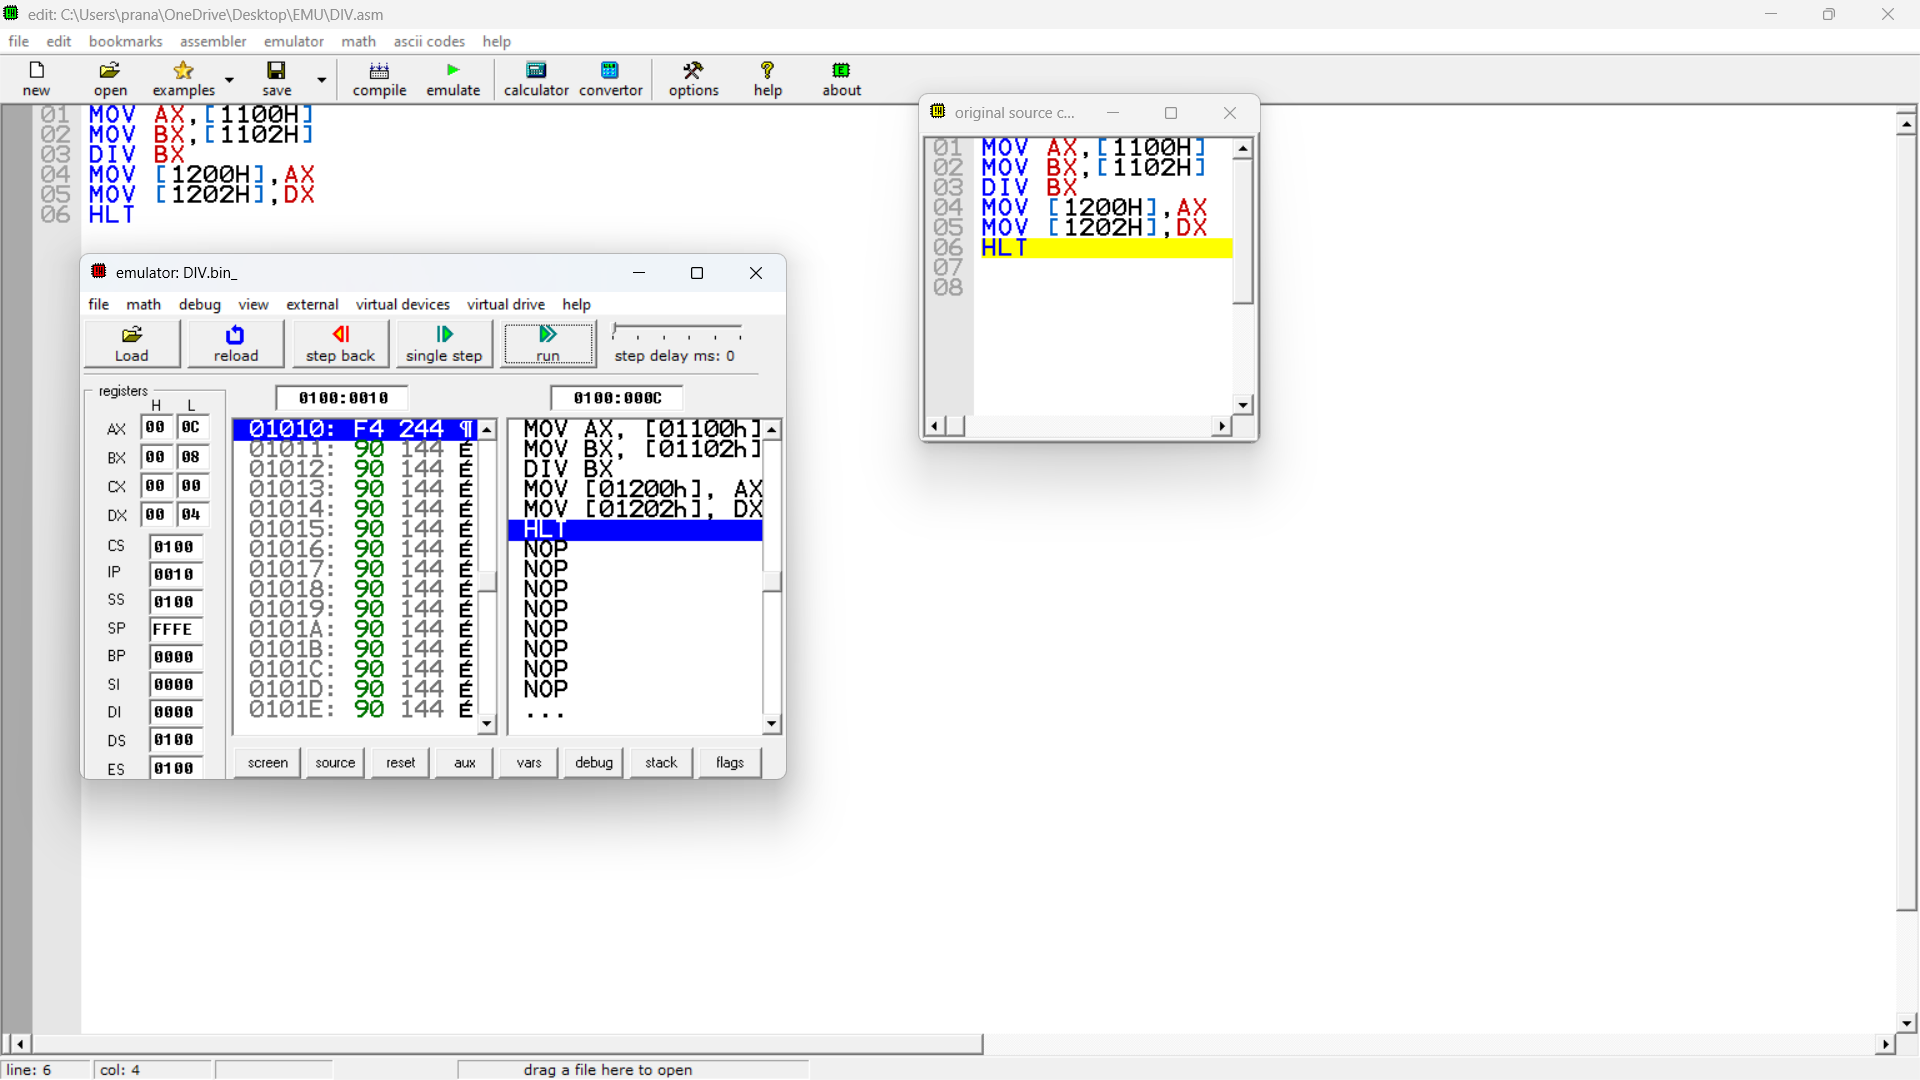 edit: C:\Users\prana\OneDrive\Desktop\EMU\DIV.asm
file edit bookmarks assembler emulator math ascii codes help
new open examples save compile emulate calculator convertor options help about
01 MOV AX,[1100H]
02 MOV BX,[1102H]
03 DIV BX
04 MOV [1200H],AX
05 MOV [1202H],DX
06 HLT
original source c...
01 MOV AX,[1100H]
02 MOV BX,[1102H]
03 DIV BX
04 MOV [1200H],AX
05 MOV [1202H],DX
06 HLT
07
08
emulator: DIV.bin_
file math debug view external virtual devices virtual drive help
Load reload step back single step run step delay ms: 0
registers
H L
AX 00 0C
BX 00 08
CX 00 00
DX 00 04
CS 0100
IP 0010
SS 0100
SP FFFE
BP 0000
SI 0000
DI 0000
DS 0100
ES 0100
0100:0010
01010: F4 244 ¶
01011: 90 144 É
01012: 90 144 É
01013: 90 144 É
01014: 90 144 É
01015: 90 144 É
01016: 90 144 É
01017: 90 144 É
01018: 90 144 É
01019: 90 144 É
0101A: 90 144 É
0101B: 90 144 É
0101C: 90 144 É
0101D: 90 144 É
0101E: 90 144 É
0100:000C
MOV AX, [01100h]
MOV BX, [01102h]
DIV BX
MOV [01200h], AX
MOV [01202h], DX
HLT
NOP
NOP
NOP
NOP
NOP
NOP
NOP
NOP
...
screen source reset aux vars debug stack flags
line: 6 col: 4 drag a file here to open